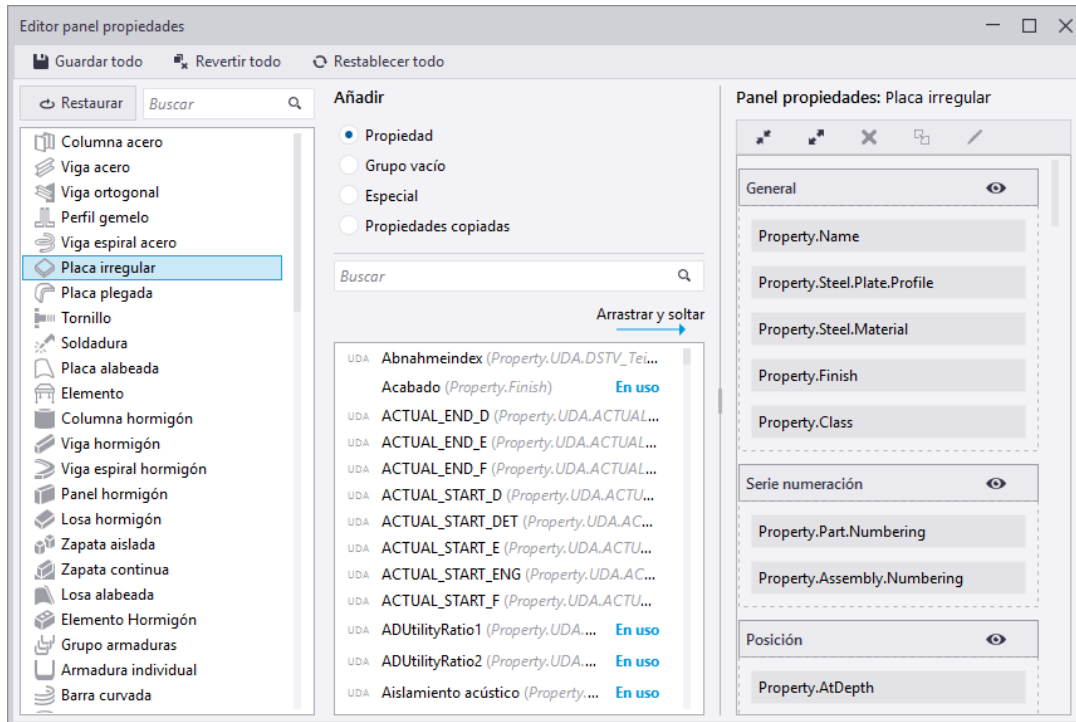 Editor panel propiedades
Guardar todo Revertir todo Restablecer todo
Restaurar Buscar
Columna acero
Viga acero
Viga ortogonal
Perfil gemelo
Viga espiral acero
Placa irregular
Placa plegada
Tornillo
Soldadura
Placa alabeada
Elemento
Columna hormigón
Viga hormigón
Viga espiral hormigón
Panel hormigón
Losa hormigón
Zapata aislada
Zapata continua
Losa alabeada
Elemento Hormigón
Grupo armaduras
Armadura individual
Barra curvada
Añadir
Propiedad
Grupo vacío
Especial
Propiedades copiadas
Buscar
Arrastrar y soltar
UDA Abnahmeindex (Property.UDA.DSTV_Tei...
Acabado (Property.Finish) En uso
UDA ACTUAL_END_D (Property.UDA.ACTUAL...
UDA ACTUAL_END_E (Property.UDA.ACTUAL...
UDA ACTUAL_END_F (Property.UDA.ACTUAL...
UDA ACTUAL_START_D (Property.UDA.ACTU...
UDA ACTUAL_START_DET (Property.UDA.AC...
UDA ACTUAL_START_E (Property.UDA.ACTU...
UDA ACTUAL_START_ENG (Property.UDA.AC...
UDA ACTUAL_START_F (Property.UDA.ACTU...
UDA ADUtilityRatio1 (Property.UDA.... En uso
UDA ADUtilityRatio2 (Property.UDA.... En uso
UDA Aislamiento acústico (Property.... En uso
Panel propiedades: Placa irregular
General
Property.Name
Property.Steel.Plate.Profile
Property.Steel.Material
Property.Finish
Property.Class
Serie numeración
Property.Part.Numbering
Property.Assembly.Numbering
Posición
Property.AtDepth